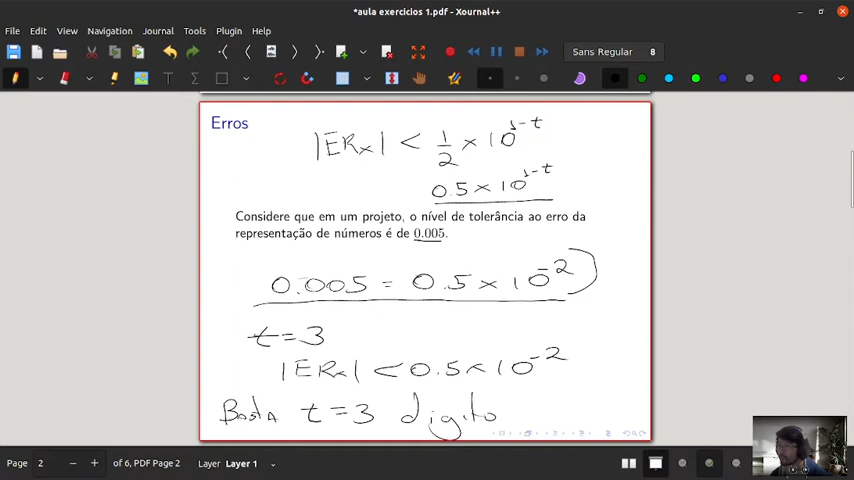 *aula exercicios 1.pdf - Xournal++
File Edit View Navigation Journal Tools Plugin Help
Sans Regular 8
Erros
|ERx| < 1/2 × 10^1-t
0.5 × 10^1-t
Considere que em um projeto, o nível de tolerância ao erro da
representação de números é de 0.005.
0.005 = 0.5 × 10^-2
t = 3
|ERx| < 0.5 × 10^-2
Basta t = 3 digito
Page 2 of 6, PDF Page 2 Layer Layer 1